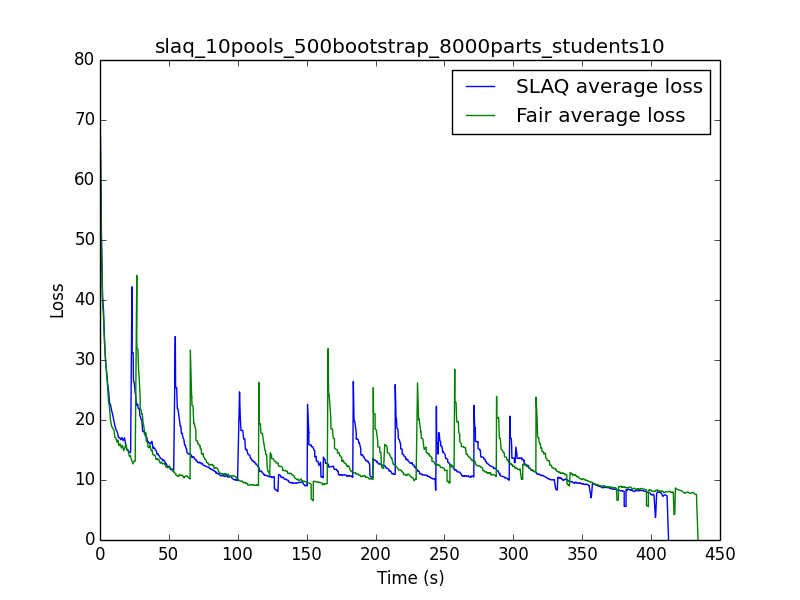 slaq_10pools_500bootstrap_8000parts_students10
80
70
60
50
40
30
20
10
0
Loss
SLAQ average loss
Fair average loss
0 50 100 150 200 250 300 350 400 450
Time (s)